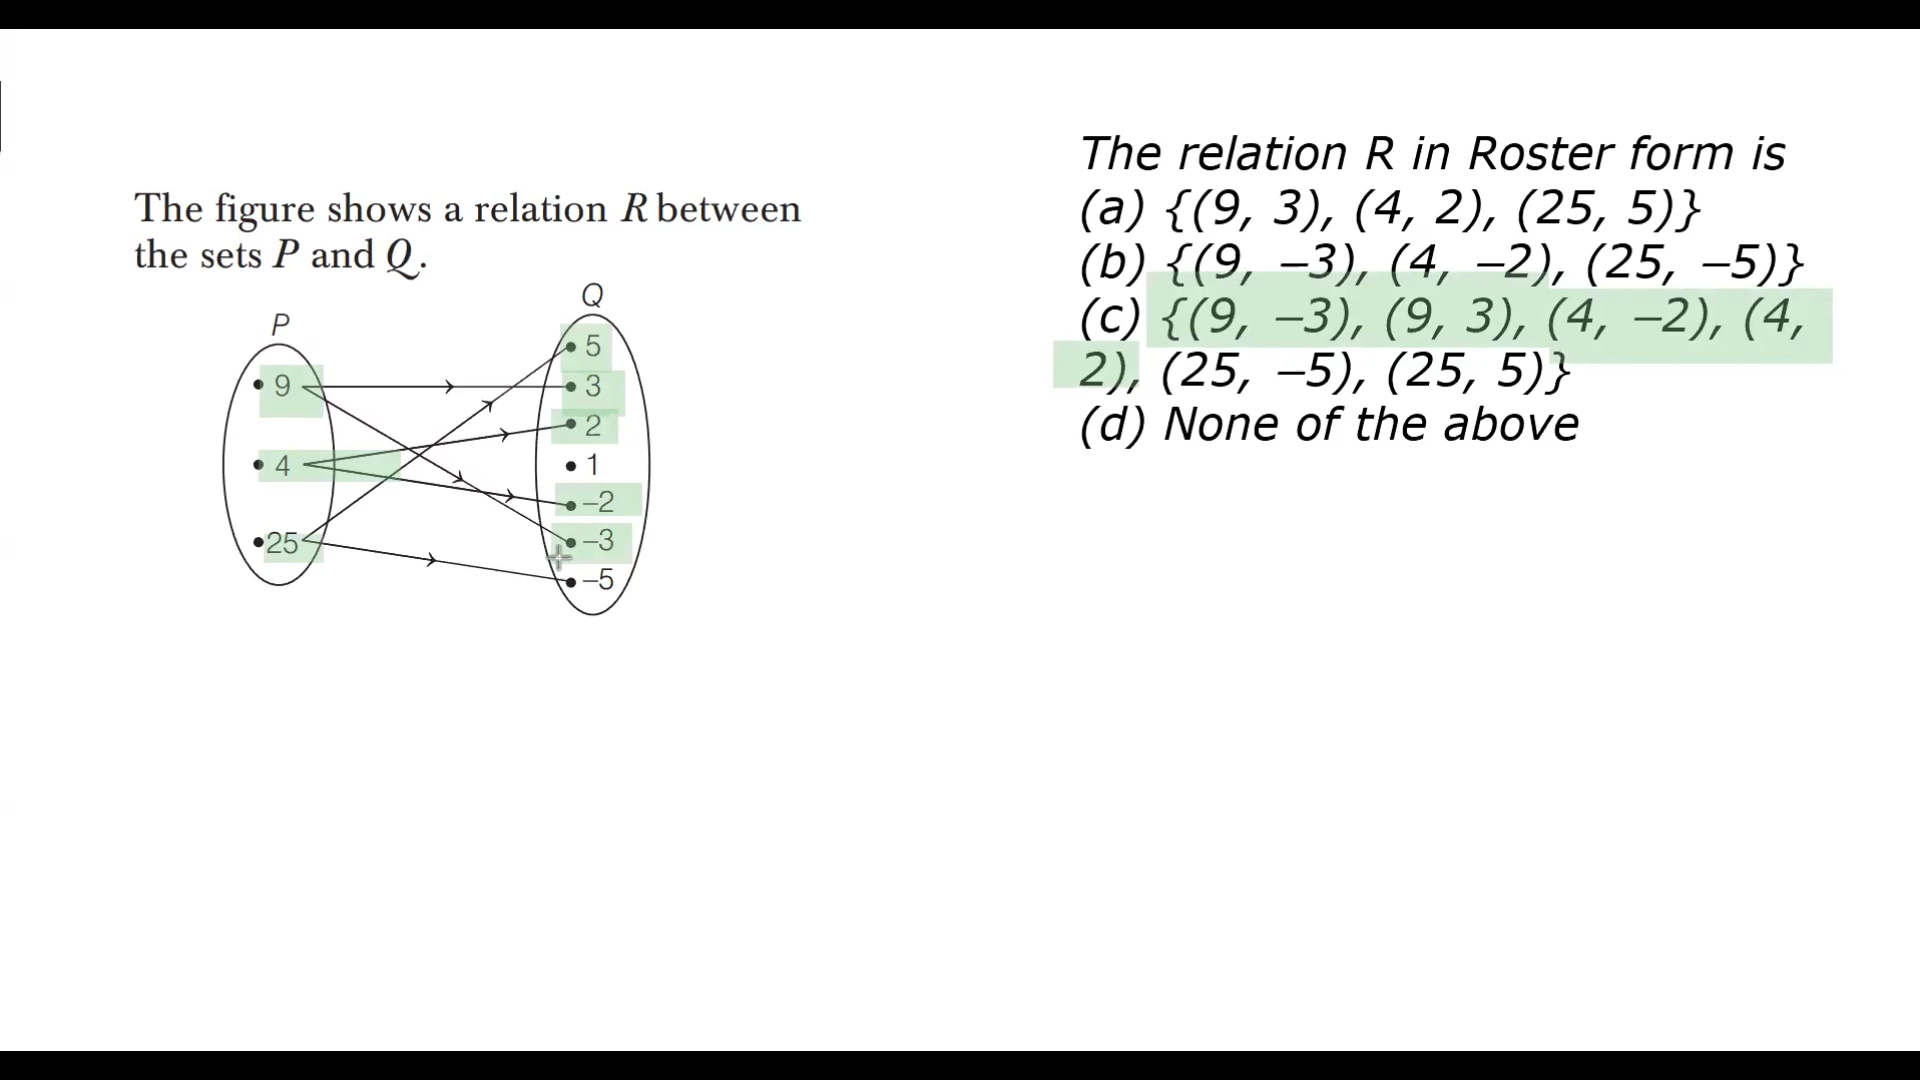 The figure shows a relation R between
the sets P and Q.
P
9
4
25
Q
5
3
2
1
–2
–3
–5
The relation R in Roster form is
(a) {(9, 3), (4, 2), (25, 5)}
(b) {(9, –3), (4, –2), (25, –5)}
(c) {(9, –3), (9, 3), (4, –2), (4,
2), (25, –5), (25, 5)}
(d) None of the above